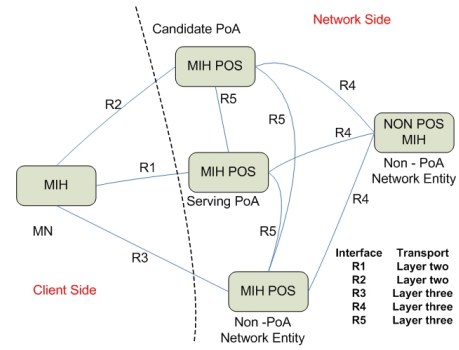 Candidate PoA
Network Side
MIH POS
R4
R2
R5
R5
NON POS
MIH
R4
Non - PoA
Network Entity
R1
MIH POS
MIH
Serving PoA
R4
MN
R5
R3
Interface Transport
R1 Layer two
R2 Layer two
R3 Layer three
R4 Layer three
R5 Layer three
Client Side
MIH POS
Non -PoA
Network Entity